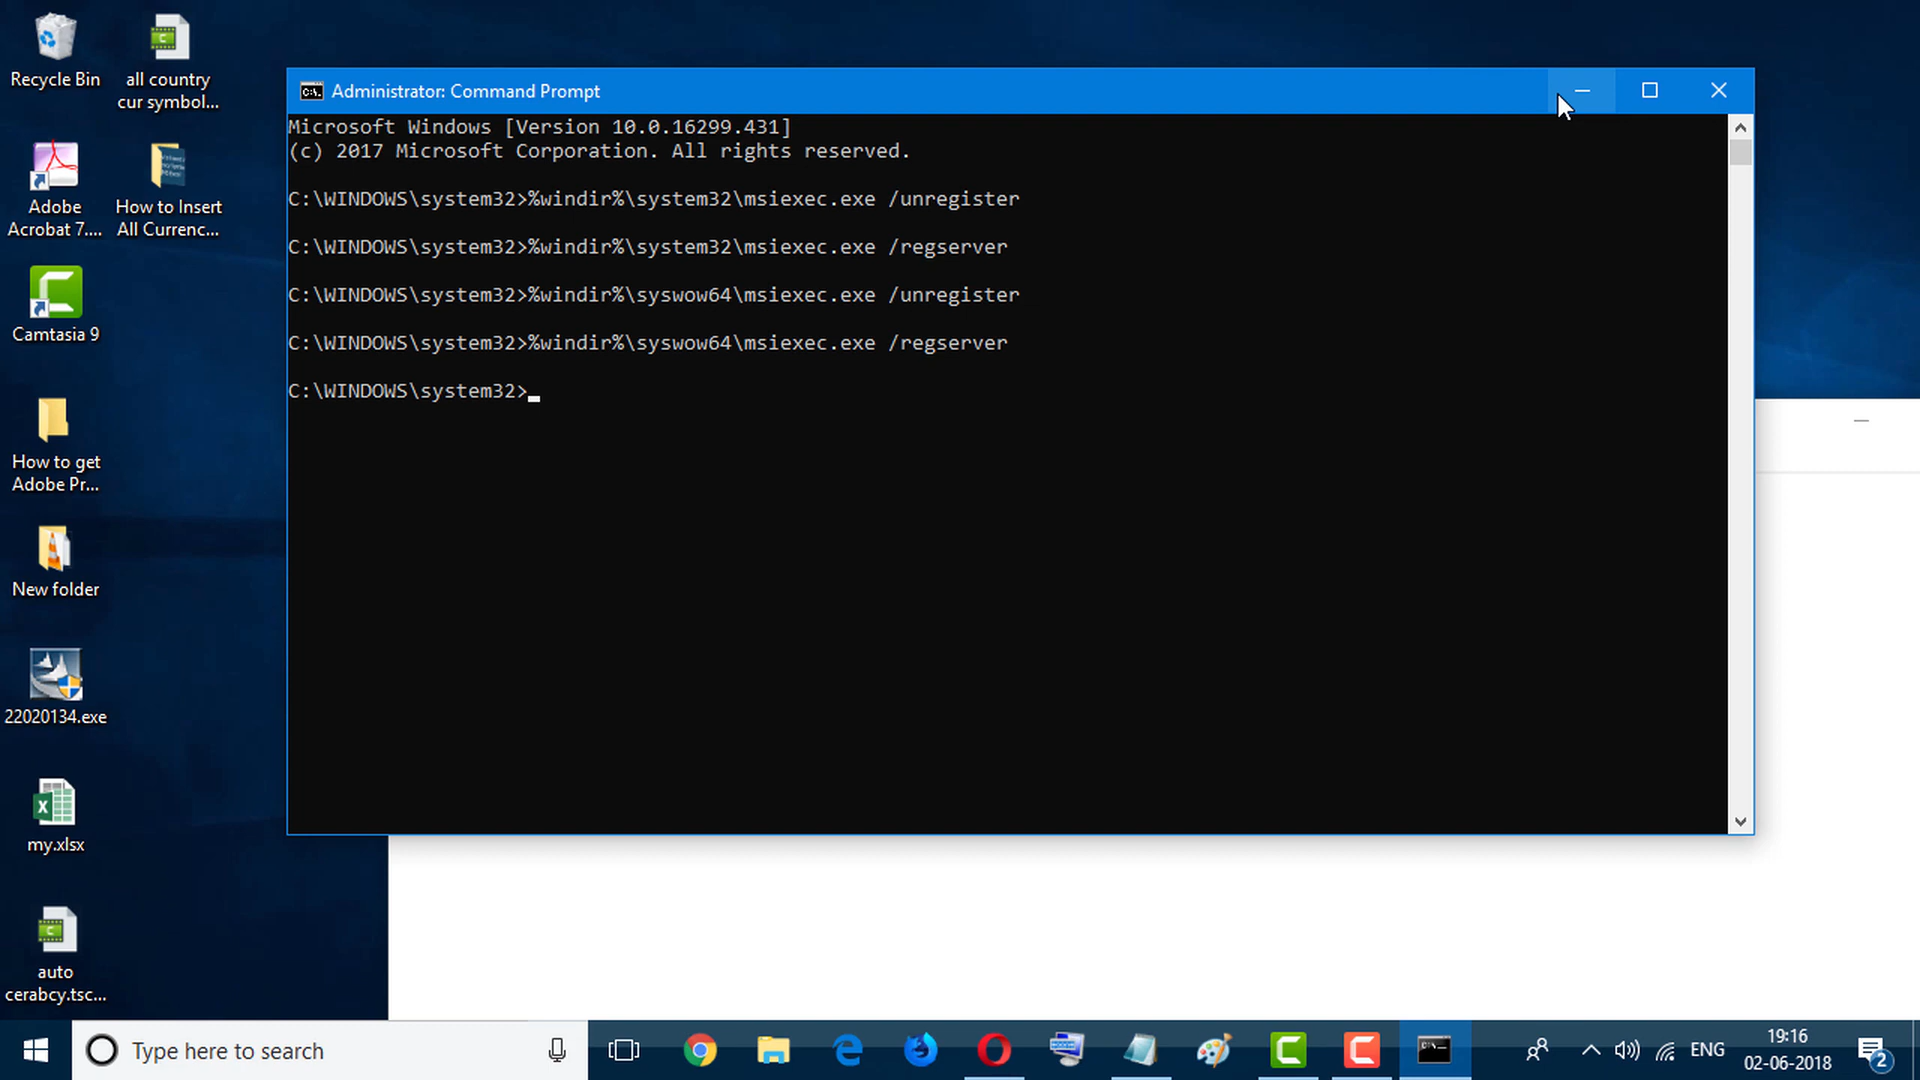 Recycle Bin
all country
cur symbol...
Adobe
Acrobat 7....
How to Insert
All Currenc...
Camtasia 9
How to get
Adobe Pr...
New folder
22020134.exe
my.xlsx
auto
cerabcy.tsc...
Administrator: Command Prompt
Microsoft Windows [Version 10.0.16299.431]
(c) 2017 Microsoft Corporation. All rights reserved.
C:\WINDOWS\system32>%windir%\system32\msiexec.exe /unregister
C:\WINDOWS\system32>%windir%\system32\msiexec.exe /regserver
C:\WINDOWS\system32>%windir%\syswow64\msiexec.exe /unregister
C:\WINDOWS\system32>%windir%\syswow64\msiexec.exe /regserver
C:\WINDOWS\system32>
Type here to search
ENG
19:16
02-06-2018
2